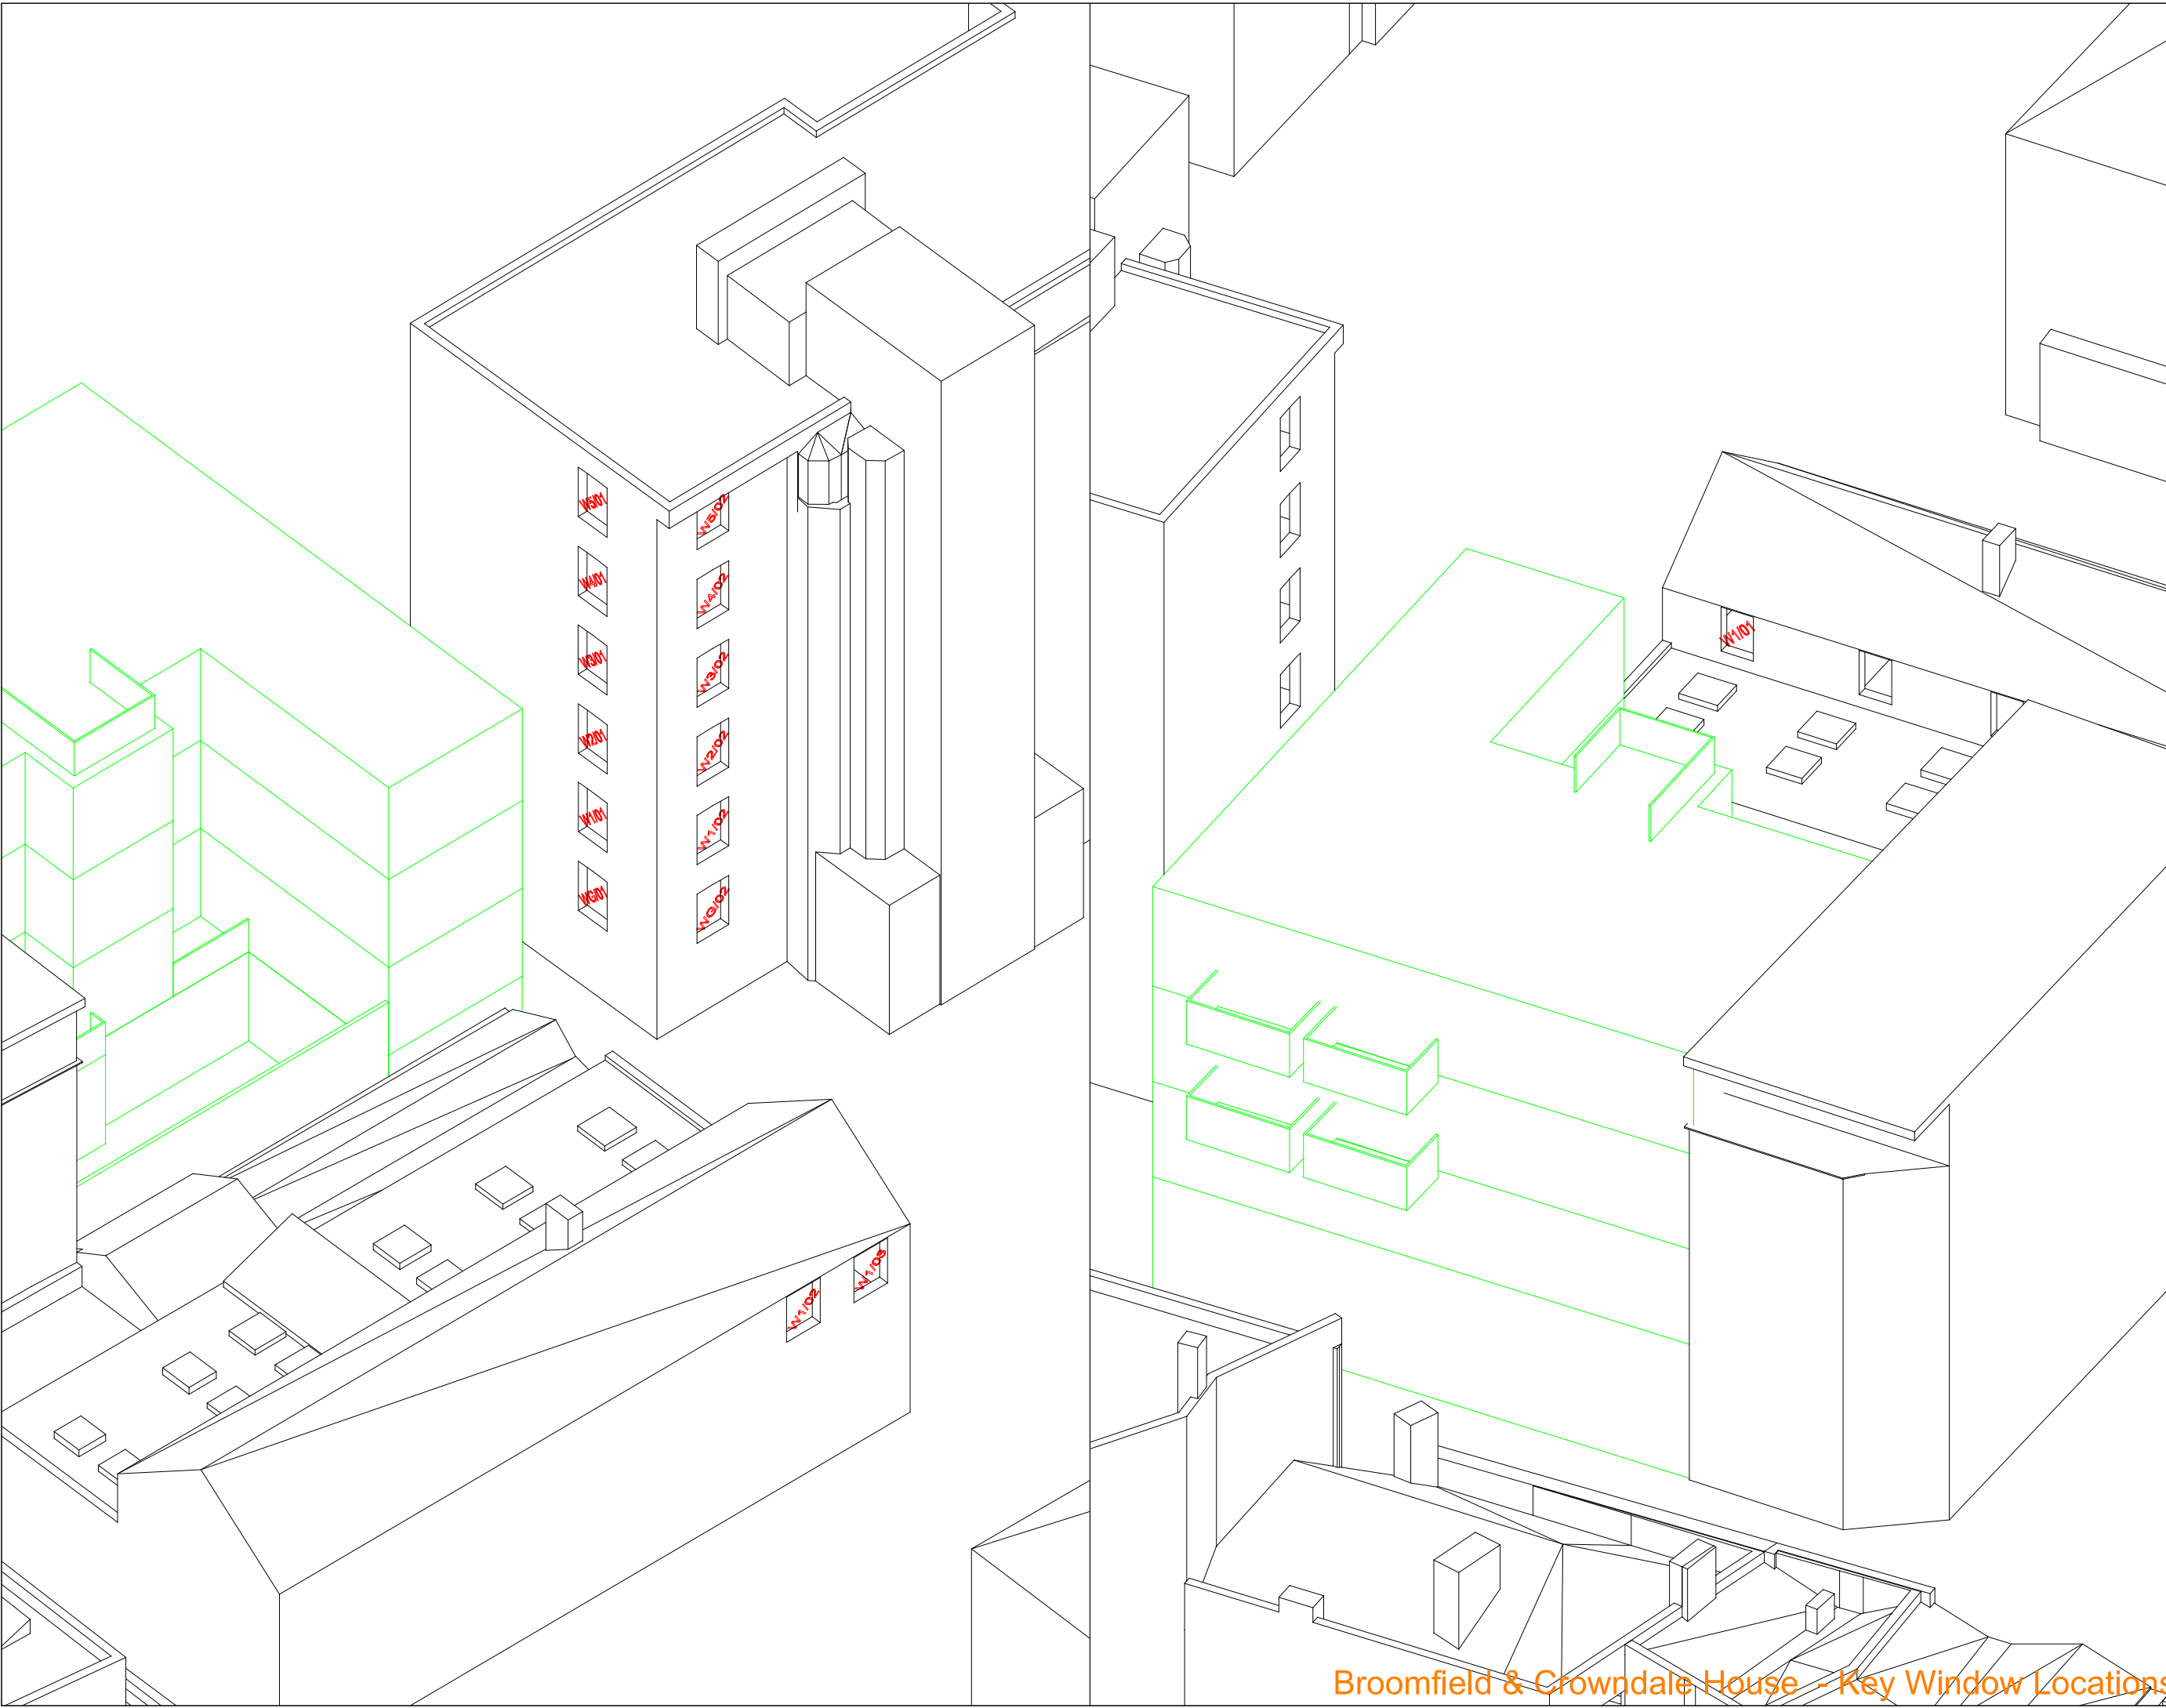 W5/01 W5/02
W4/01 W4/02
W3/01 W3/02
W2/01 W2/02
W1/01 W1/02
WG/01 WG/02
W1/02 W1/03
W1/01
Broomfield & Crowndale House - Key Window Locations